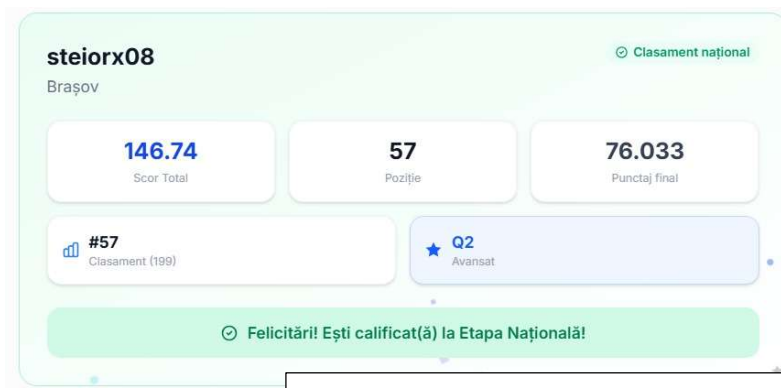 steiorx08
Clasament național
Brașov
146.74
Scor Total
57
Poziție
76.033
Punctaj final
#57
Clasament (199)
Q2
Avansat
Felicitări! Ești calificat(ă) la Etapa Națională!